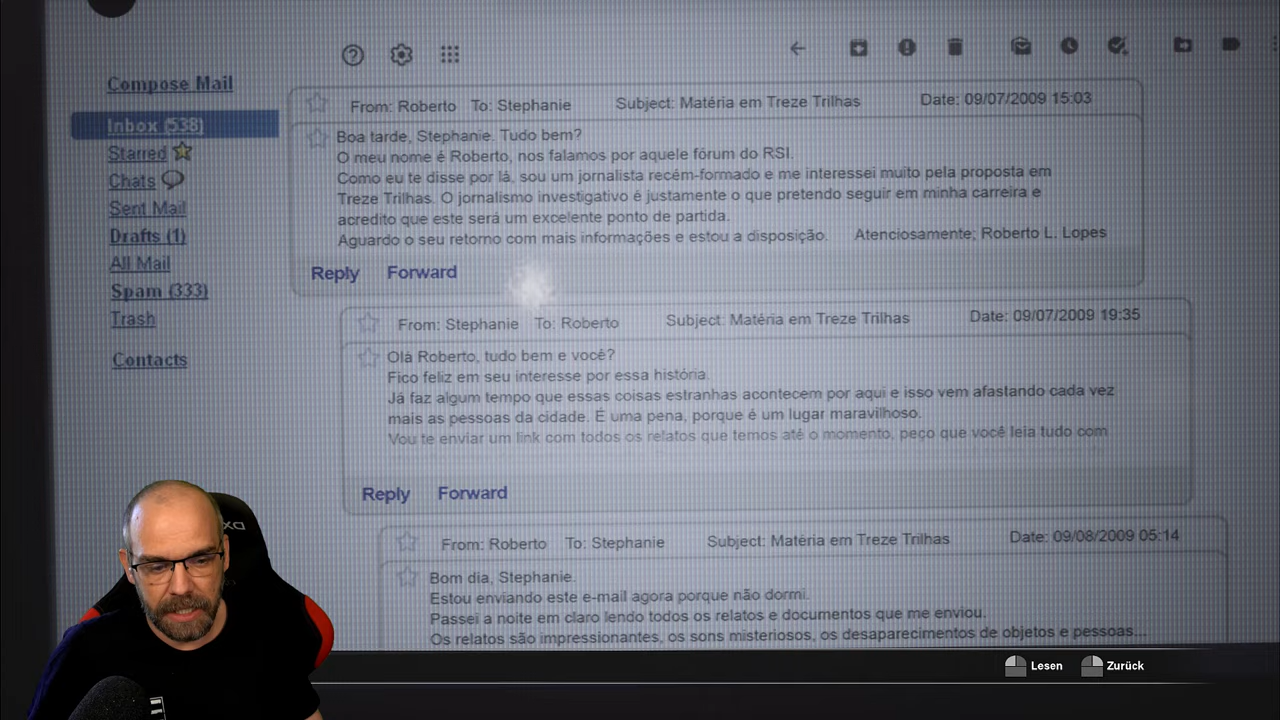 Compose Mail
Inbox (538)
Starred
Chats
Sent Mail
Drafts (1)
All Mail
Spam (333)
Trash
Contacts
From: Roberto To: Stephanie Subject: Matéria em Treze Trilhas Date: 09/07/2009 15:03
Boa tarde, Stephanie. Tudo bem?
O meu nome é Roberto, nos falamos por aquele fórum do RSI.
Como eu te disse por lá, sou um jornalista recém-formado e me interessei muito pela proposta em
Treze Trilhas. O jornalismo investigativo é justamente o que pretendo seguir em minha carreira e
acredito que este será um excelente ponto de partida.
Aguardo o seu retorno com mais informações e estou a disposição. Atenciosamente; Roberto L. Lopes
Reply Forward
From: Stephanie To: Roberto Subject: Matéria em Treze Trilhas Date: 09/07/2009 19:35
Olá Roberto, tudo bem e você?
Fico feliz em seu interesse por essa história.
Já faz algum tempo que essas coisas estranhas acontecem por aqui e isso vem afastando cada vez
mais as pessoas da cidade. É uma pena, porque é um lugar maravilhoso.
Vou te enviar um link com todos os relatos que temos até o momento, peço que você leia tudo com
Reply Forward
From: Roberto To: Stephanie Subject: Matéria em Treze Trilhas Date: 09/08/2009 05:14
Bom dia, Stephanie.
Estou enviando este e-mail agora porque não dormi.
Passei a noite em claro lendo todos os relatos e documentos que me enviou.
Os relatos são impressionantes, os sons misteriosos, os desaparecimentos de objetos e pessoas...
Lesen Zurück